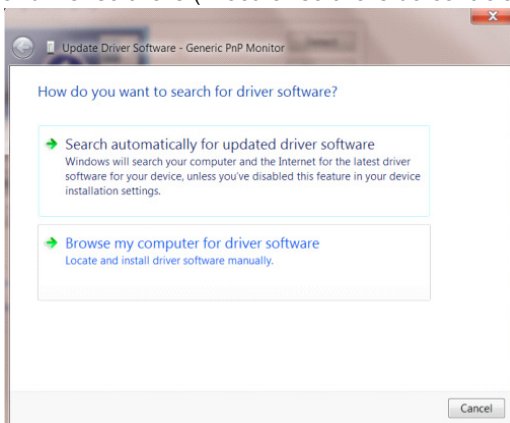 Update Driver Software - Generic PnP Monitor
How do you want to search for driver software?
Search automatically for updated driver software
Windows will search your computer and the Internet for the latest driver
software for your device, unless you've disabled this feature in your device
installation settings.
Browse my computer for driver software
Locate and install driver software manually.
Cancel